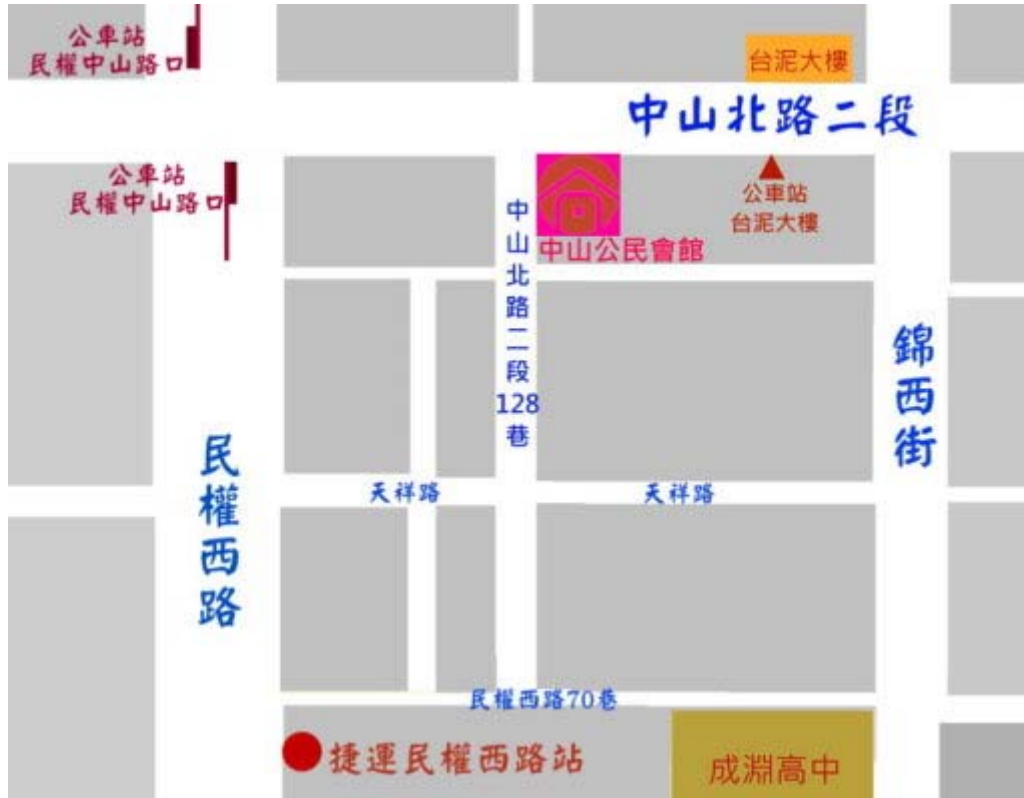 公車站
民權中山路口
台泥大樓
中山北路二段
公車站
民權中山路口
公車站
台泥大樓
中山公民會館
中山北路二段128巷
錦西街
民權西路
天祥路
天祥路
民權西路70巷
捷運民權西路站
成淵高中